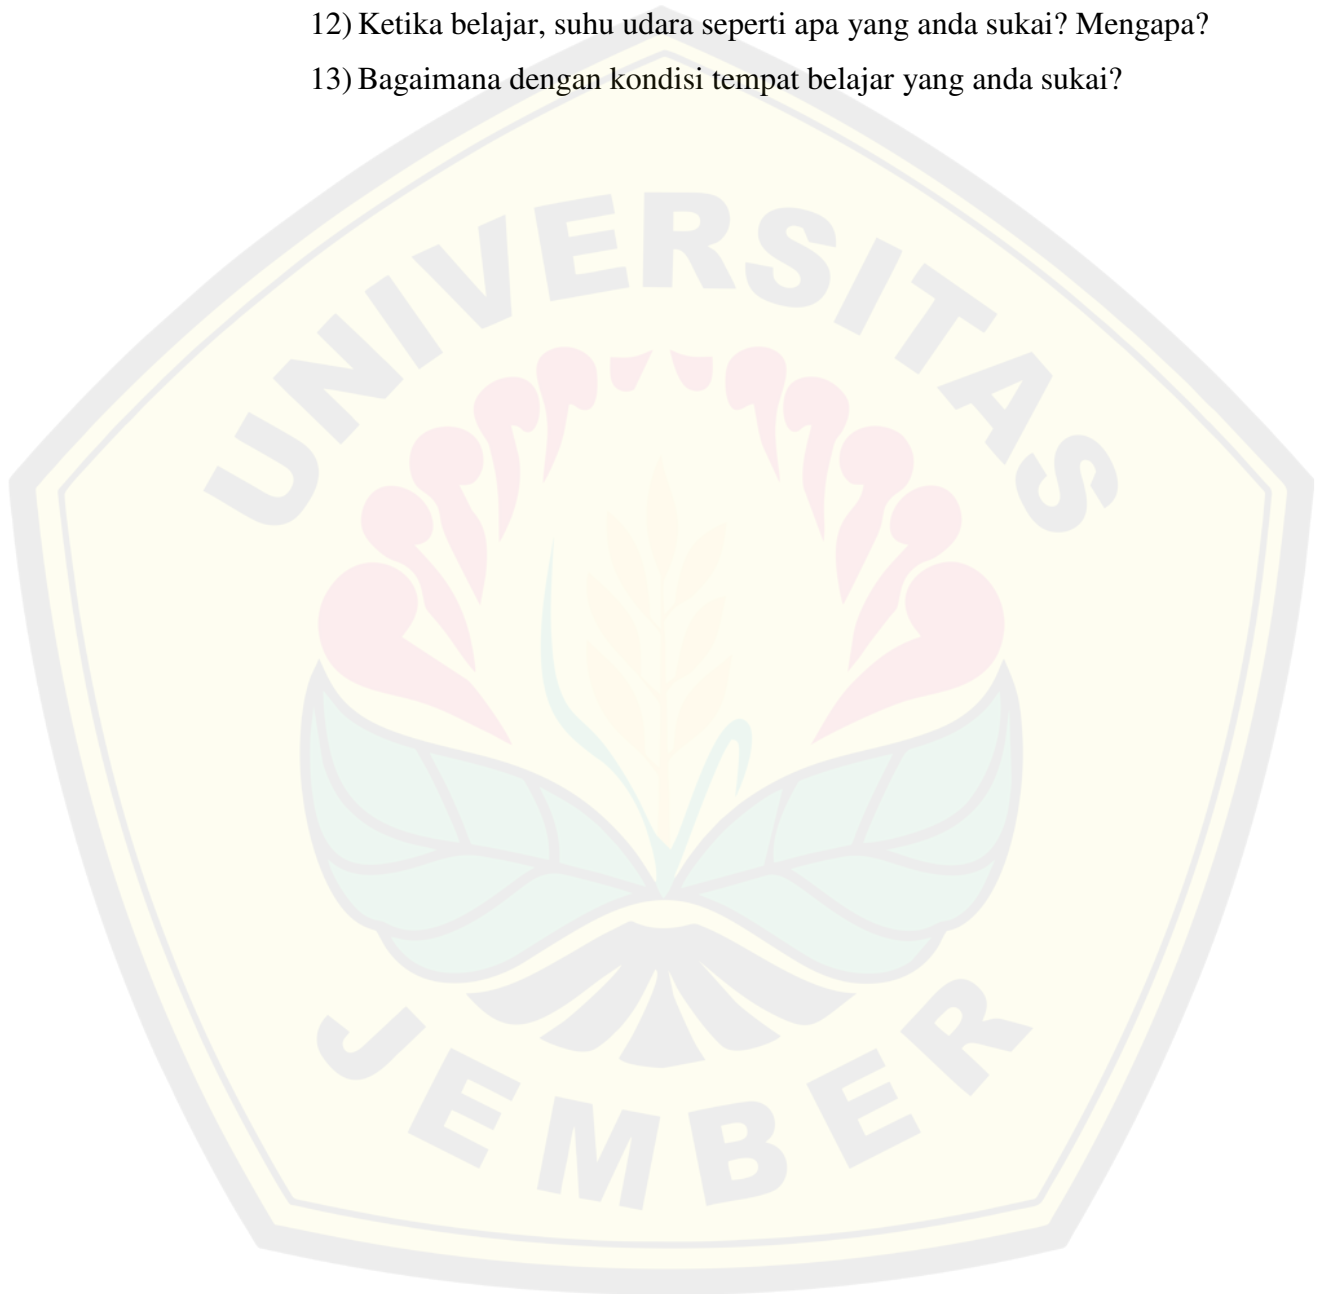 12) Ketika belajar, suhu udara seperti apa yang anda sukai? Mengapa?
13) Bagaimana dengan kondisi tempat belajar yang anda sukai?
UNIVERSITAS
JEMBER